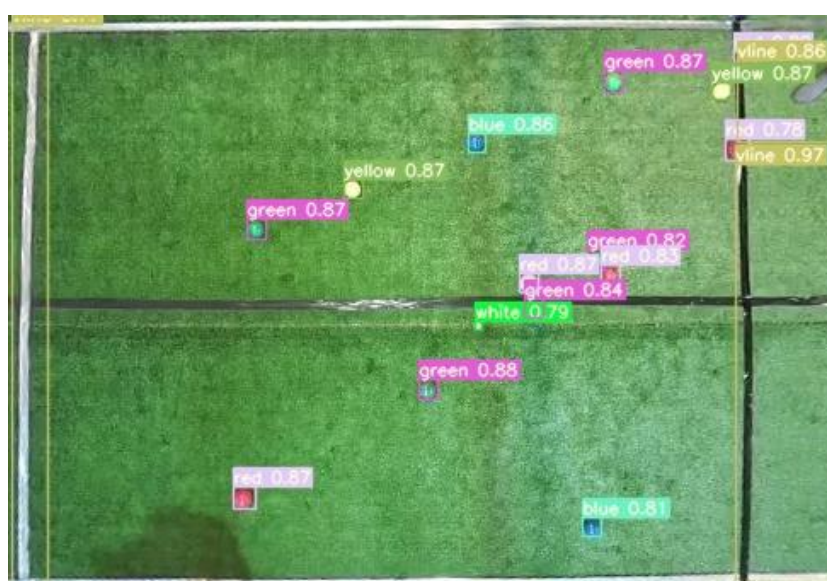 green 0.87
vline 0.86
yellow 0.87
blue 0.86
red 0.78
vline 0.97
yellow 0.87
green 0.87
green 0.82
red 0.87
red 0.83
green 0.84
white 0.79
green 0.88
red 0.87
blue 0.81